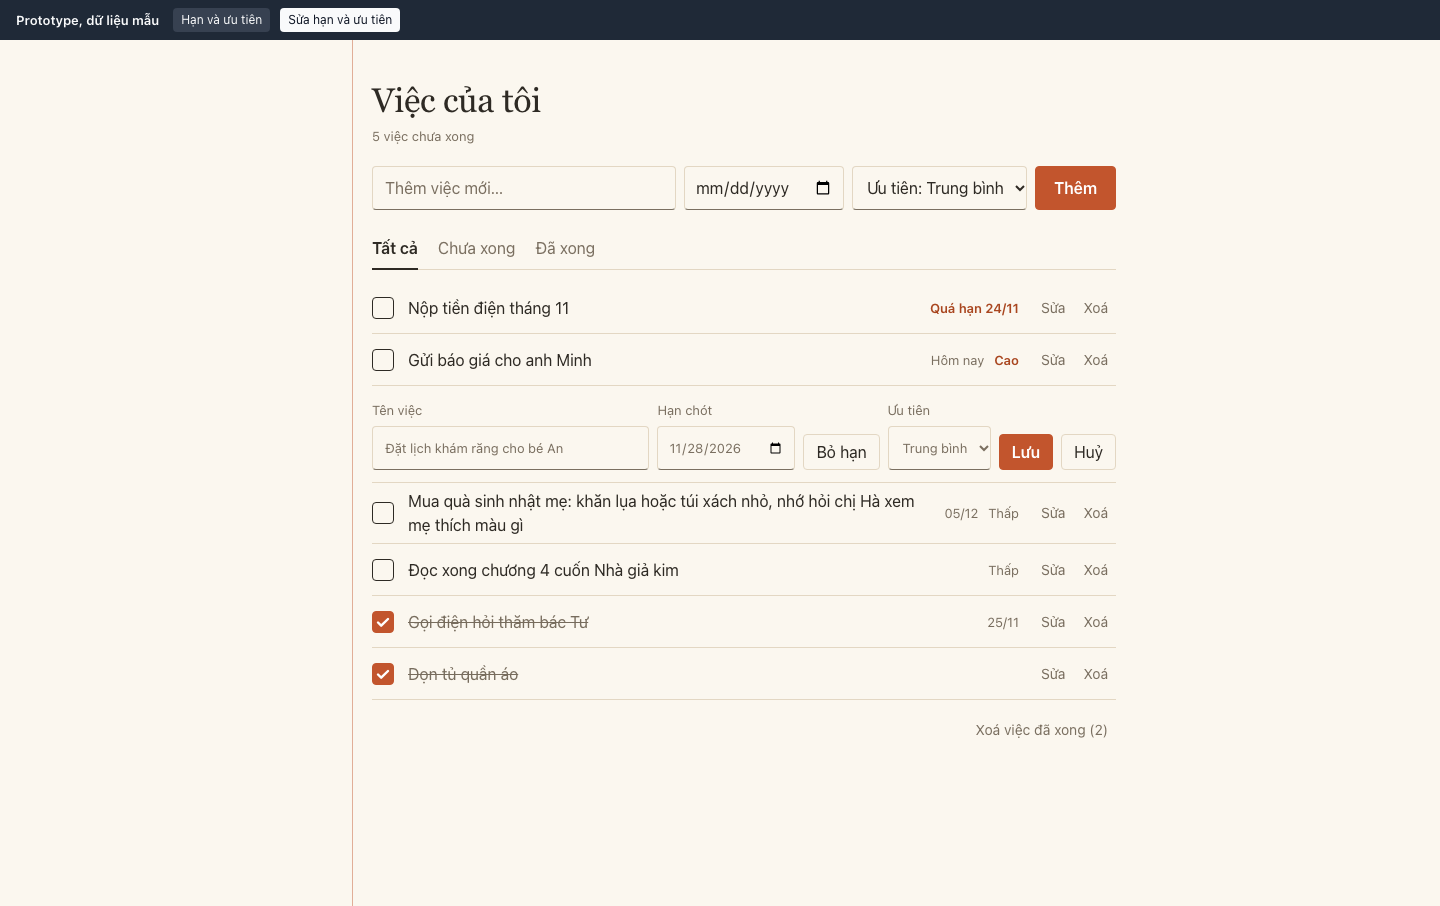 Prototype, dữ liệu mẫu Hạn và ưu tiên Sửa hạn và ưu tiên
Việc của tôi
5 việc chưa xong
Thêm việc mới... mm/dd/yyyy Ưu tiên: Trung bình Thêm
Tất cả Chưa xong Đã xong
Nộp tiền điện tháng 11 Quá hạn 24/11 Sửa Xoá
Gửi báo giá cho anh Minh Hôm nay Cao Sửa Xoá
Tên việc Hạn chót Ưu tiên
Đặt lịch khám răng cho bé An 11/28/2026 Bỏ hạn Trung bình Lưu Huỷ
Mua quà sinh nhật mẹ: khăn lụa hoặc túi xách nhỏ, nhớ hỏi chị Hà xem
mẹ thích màu gì 05/12 Thấp Sửa Xoá
Đọc xong chương 4 cuốn Nhà giả kim Thấp Sửa Xoá
Gọi điện hỏi thăm bác Tư 25/11 Sửa Xoá
Dọn tủ quần áo Sửa Xoá
Xoá việc đã xong (2)